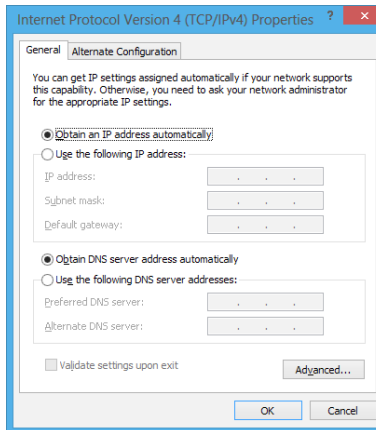 Internet Protocol Version 4 (TCP/IPv4) Properties ? ×
General Alternate Configuration
You can get IP settings assigned automatically if your network supports
this capability. Otherwise, you need to ask your network administrator
for the appropriate IP settings.
Obtain an IP address automatically
Use the following IP address:
IP address: . . .
Subnet mask: . . .
Default gateway: . . .
Obtain DNS server address automatically
Use the following DNS server addresses:
Preferred DNS server: . . .
Alternate DNS server: . . .
Validate settings upon exit
Advanced...
OK Cancel